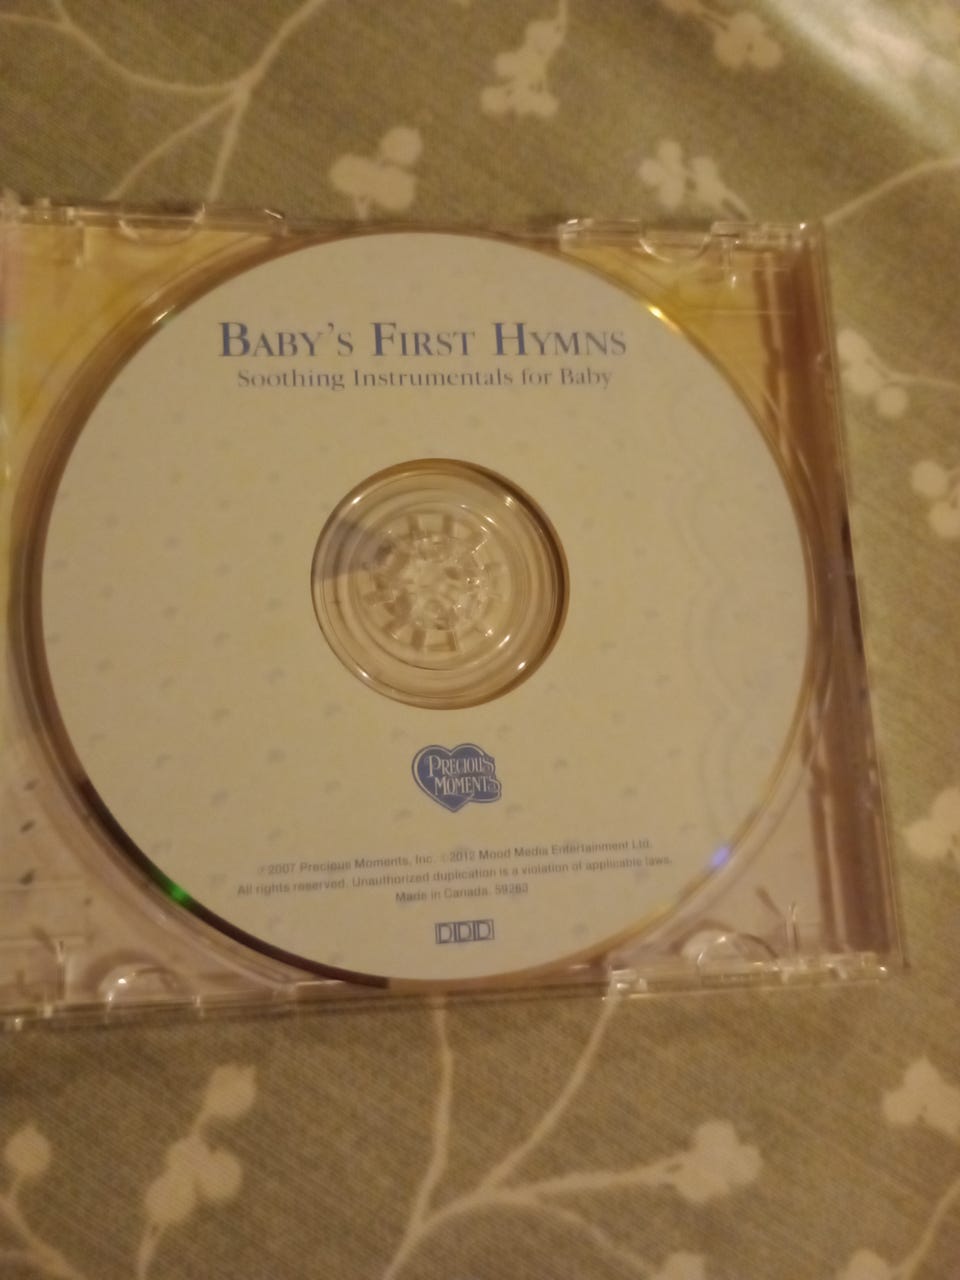 BABY'S FIRST HYMNS
Soothing Instrumentals for Baby
PRECIOUS
MOMENTS
℗2007 Precious Moments, Inc. ©2012 Mood Media Entertainment Ltd.
All rights reserved. Unauthorized duplication is a violation of applicable laws.
Made in Canada. 59263
DDD